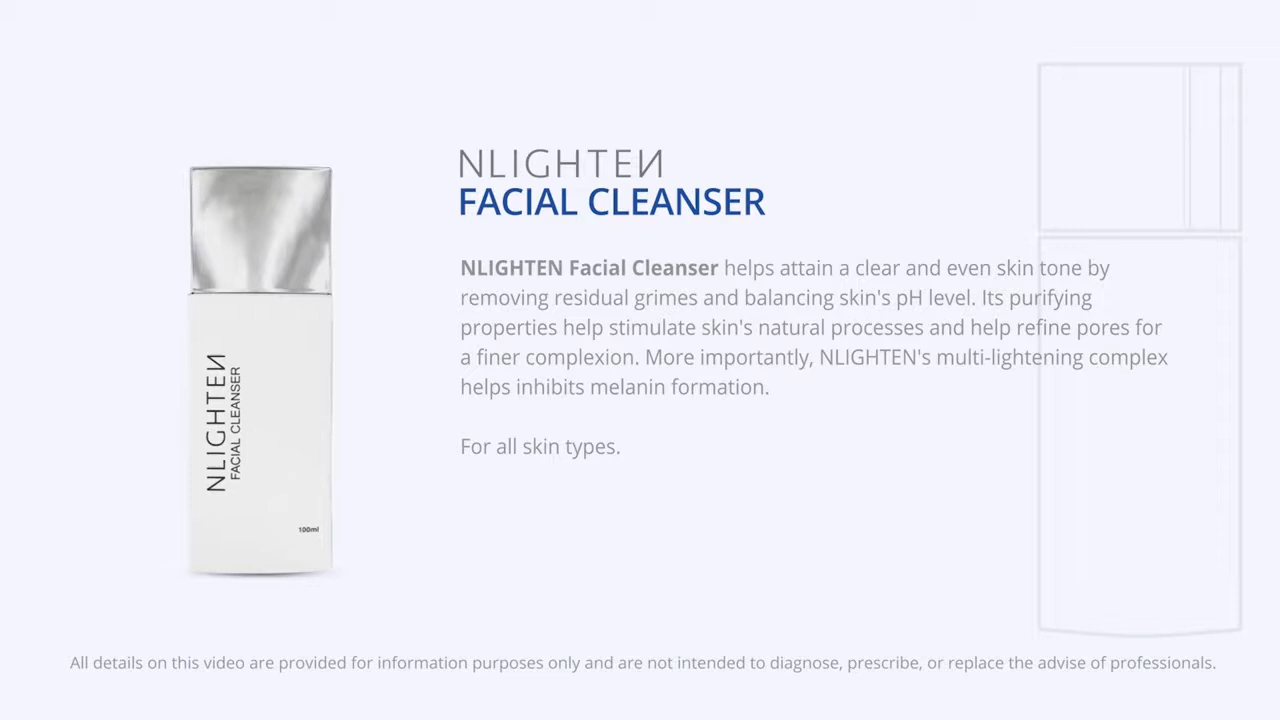 NLIGHTEN
FACIAL CLEANSER
NLIGHTEN Facial Cleanser helps attain a clear and even skin tone by
removing residual grimes and balancing skin's pH level. Its purifying
properties help stimulate skin's natural processes and help refine pores for
a finer complexion. More importantly, NLIGHTEN's multi-lightening complex
helps inhibits melanin formation.
For all skin types.
NLIGHTEN
FACIAL CLEANSER
100ml
All details on this video are provided for information purposes only and are not intended to diagnose, prescribe, or replace the advise of professionals.